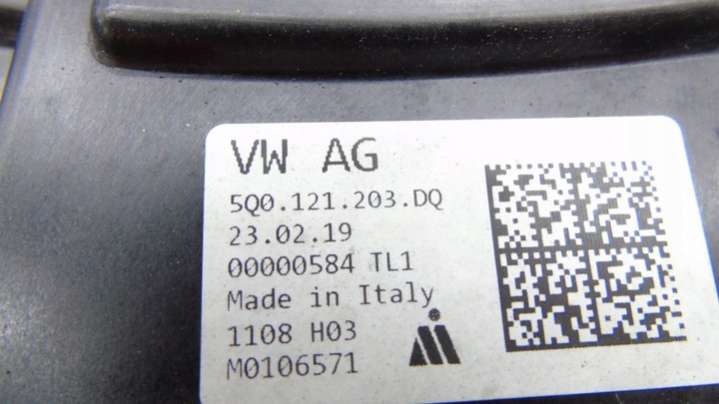 VW AG
5Q0.121.203.DQ
23.02.19
00000584 TL1
Made in Italy
1108 H03
M0106571